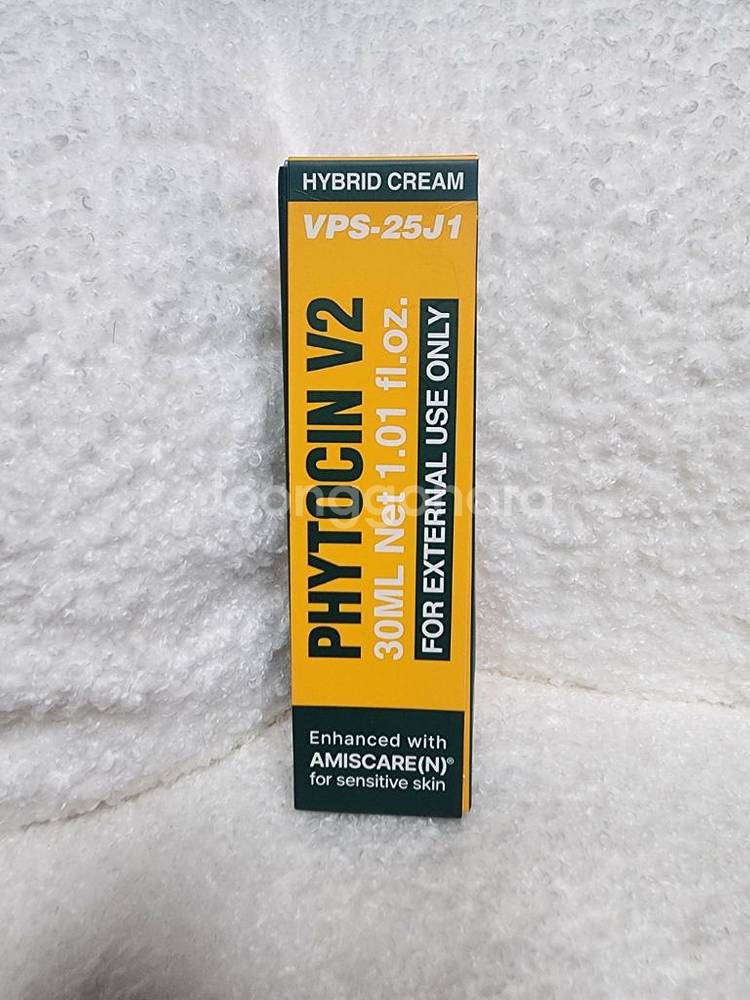 HYBRID CREAM
VPS-25J1
PHYTOCIN V2
30ML Net 1.01 fl.oz.
FOR EXTERNAL USE ONLY
Enhanced with
AMISCARE(N)®
for sensitive skin
joonggonara